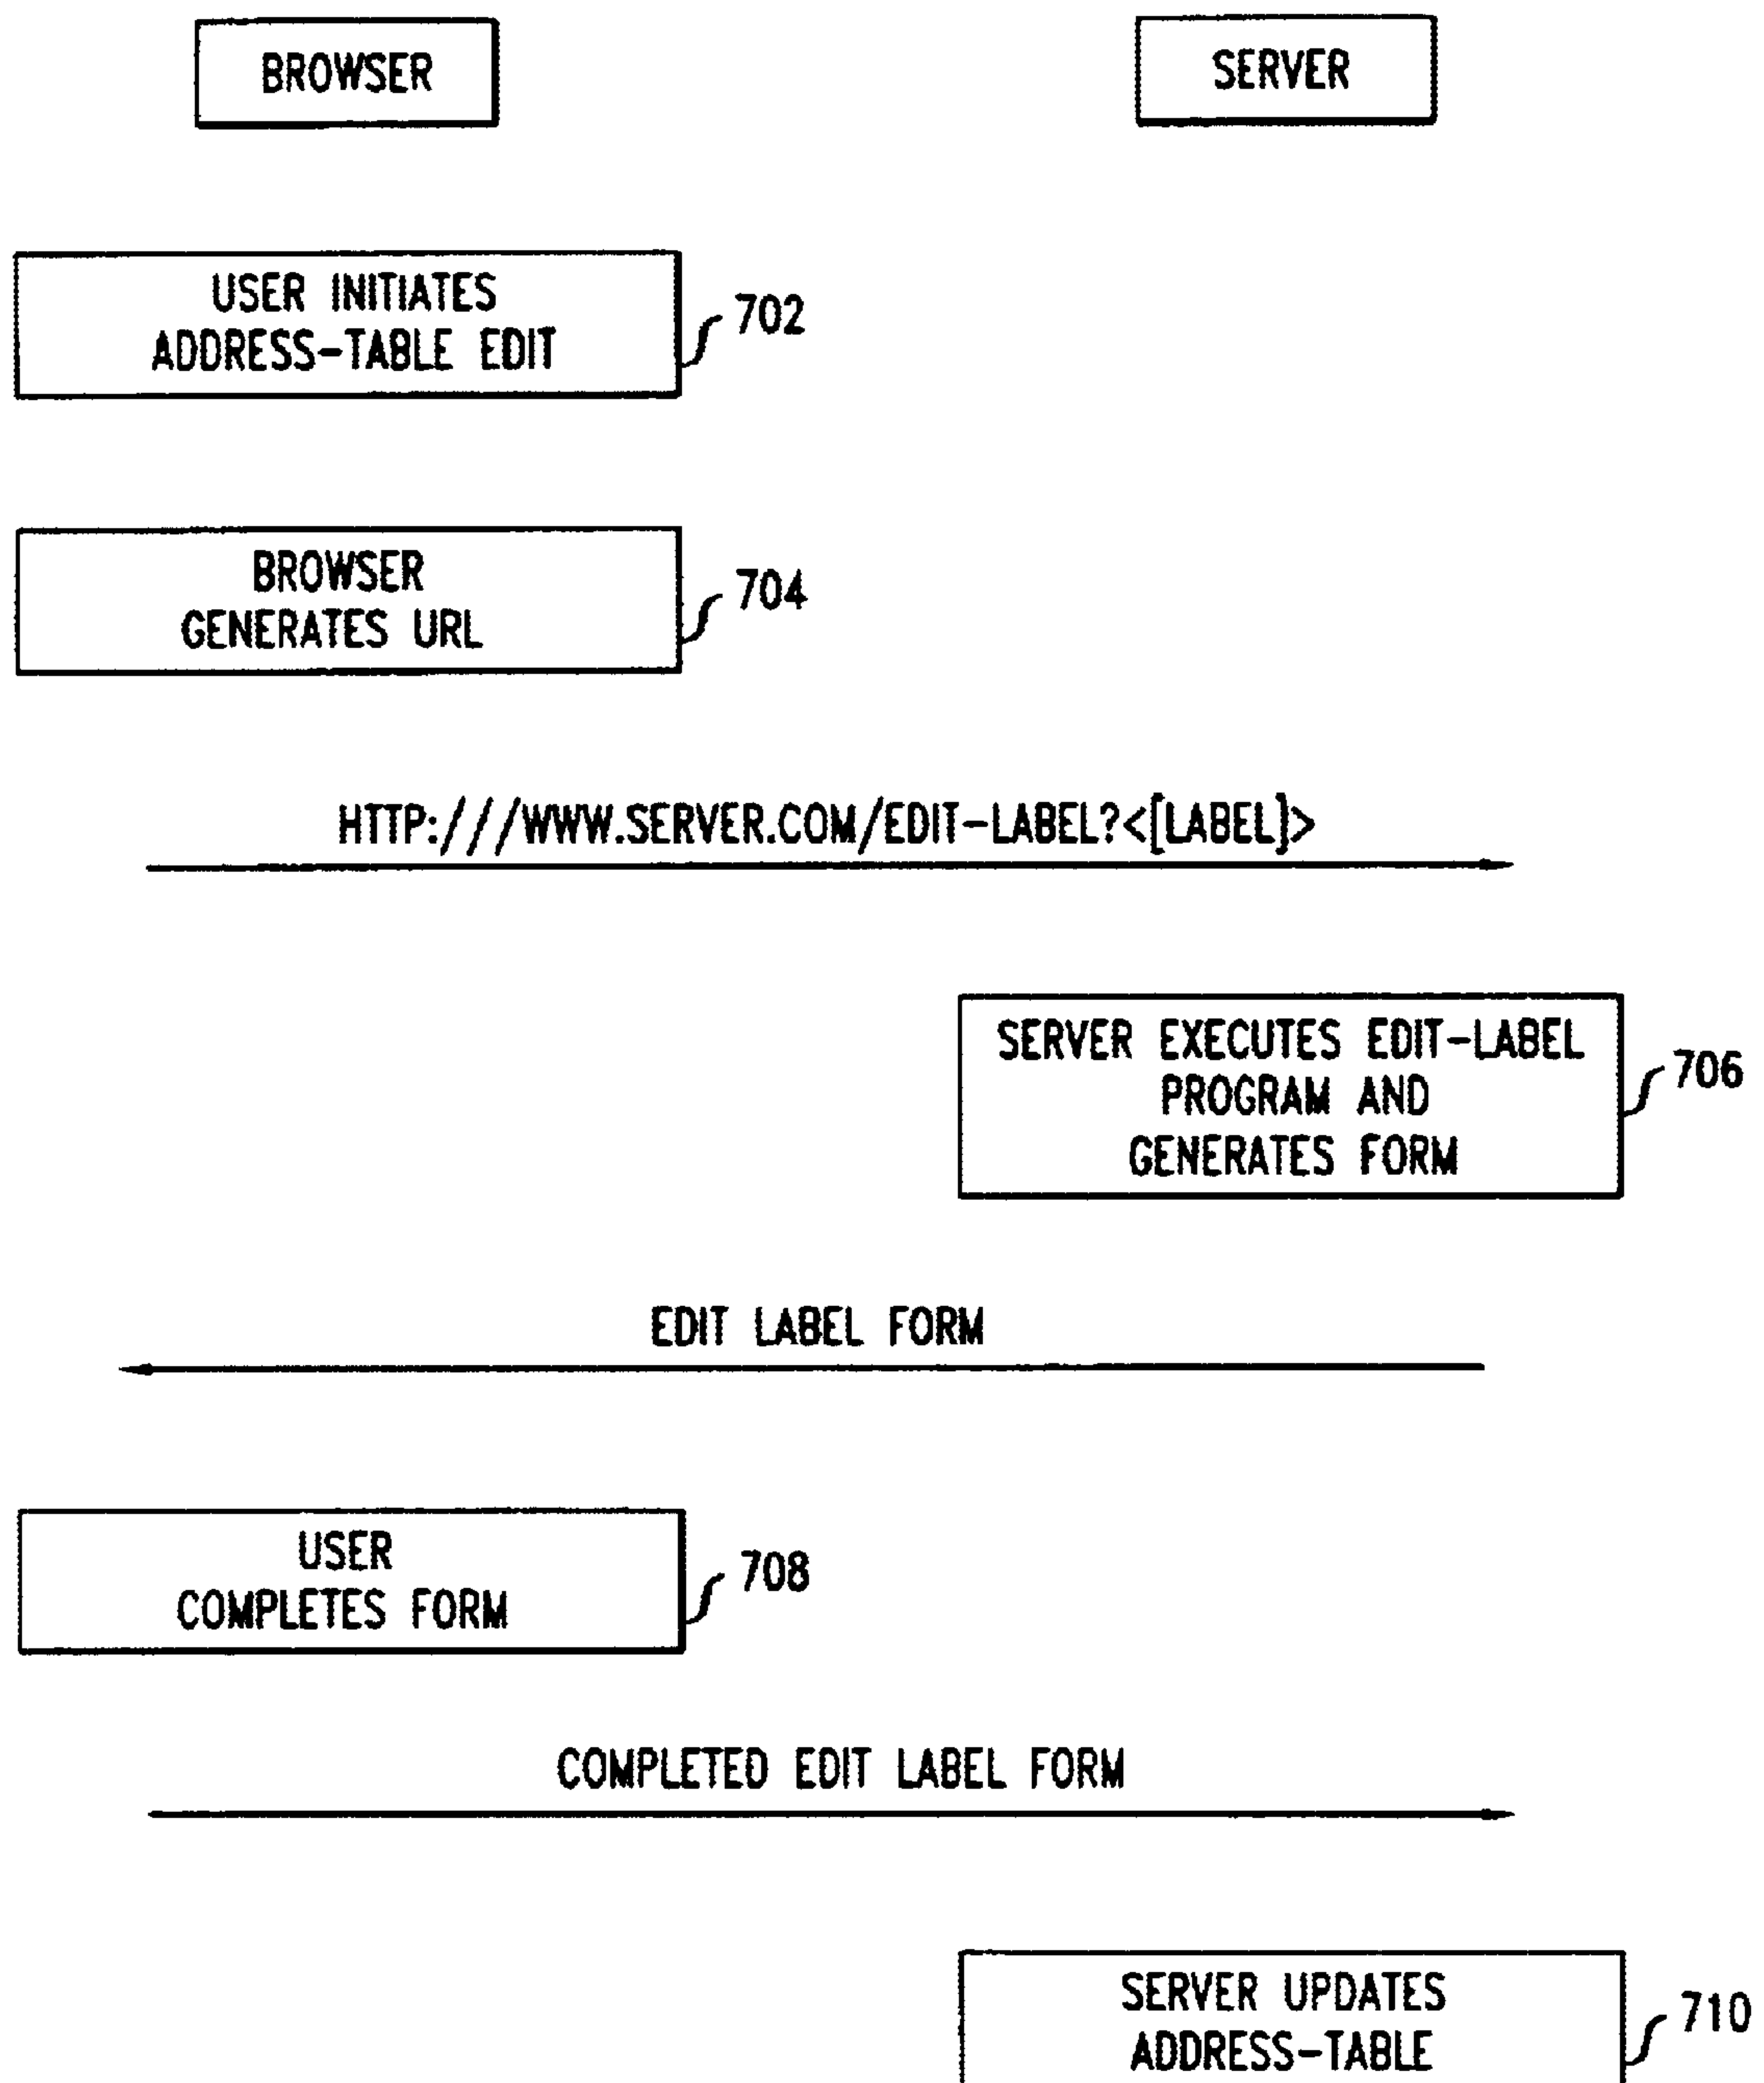 BROWSER
SERVER
USER INITIATES
ADDRESS-TABLE EDIT
702
BROWSER
GENERATES URL
704
HTTP:///WWW.SERVER.COM/EDIT-LABEL?<[LABEL]>
SERVER EXECUTES EDIT-LABEL
PROGRAM AND
GENERATES FORM
706
EDIT LABEL FORM
USER
COMPLETES FORM
708
COMPLETED EDIT LABEL FORM
SERVER UPDATES
ADDRESS-TABLE
710